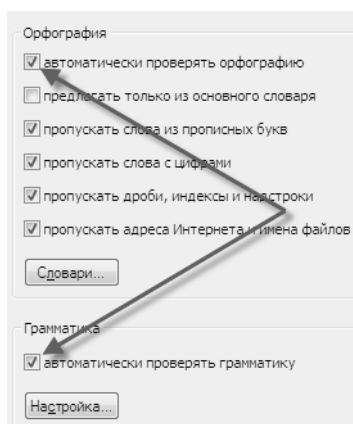 Орфография
автоматически проверять орфографию
предлагать только из основного словаря
пропускать слова из прописных букв
пропускать слова с цифрами
пропускать дроби, индексы и надстроки
пропускать адреса Интернета и имена файлов
Словари...
Грамматика
автоматически проверять грамматику
Настройка...